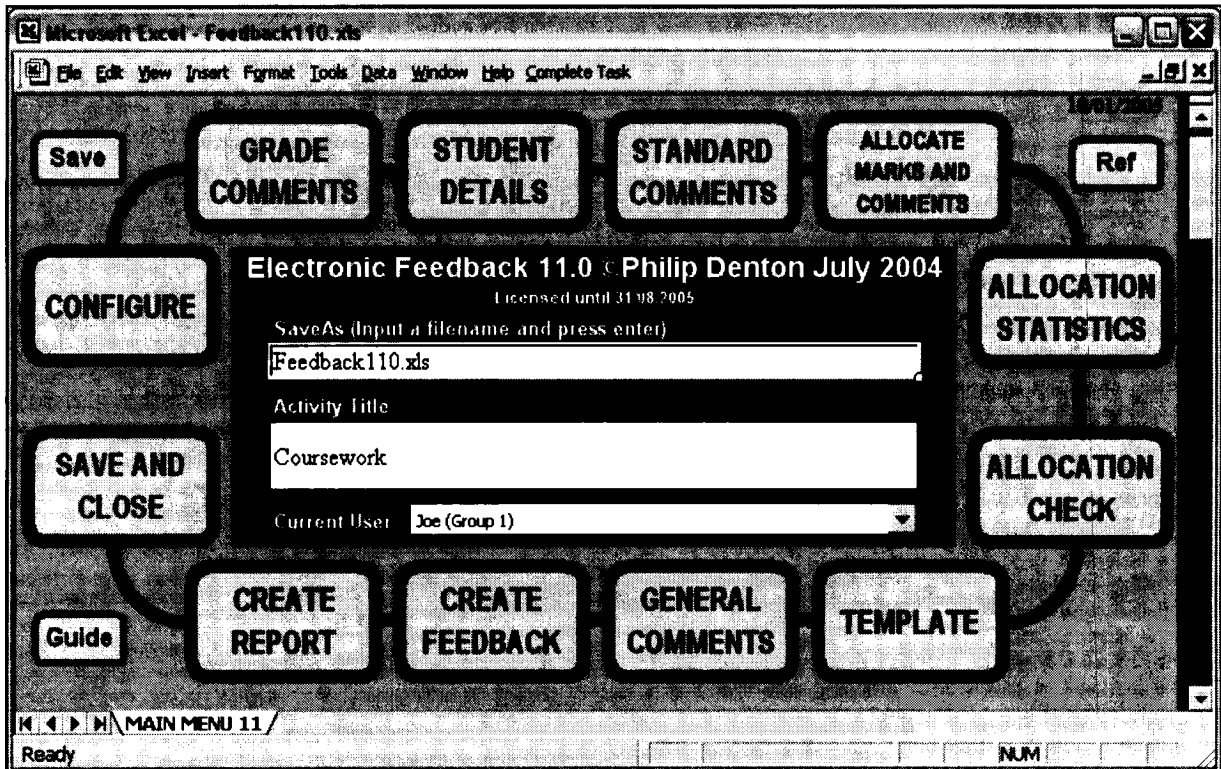 Microsoft Excel - Feedback110.xls
File Edit View Insert Format Tools Data Window Help Complete Task
Save
GRADE
COMMENTS
STUDENT
DETAILS
STANDARD
COMMENTS
ALLOCATE
MARKS AND
COMMENTS
Ref
CONFIGURE
Electronic Feedback 11.0 © Philip Denton July 2004
Licensed until 31/08/2005
SaveAs (Input a filename and press enter)
Feedback110.xls
Activity Title
Coursework
Current User Joe (Group 1)
ALLOCATION
STATISTICS
SAVE AND
CLOSE
ALLOCATION
CHECK
Guide
CREATE
REPORT
CREATE
FEEDBACK
GENERAL
COMMENTS
TEMPLATE
MAIN MENU 11
Ready
NUM